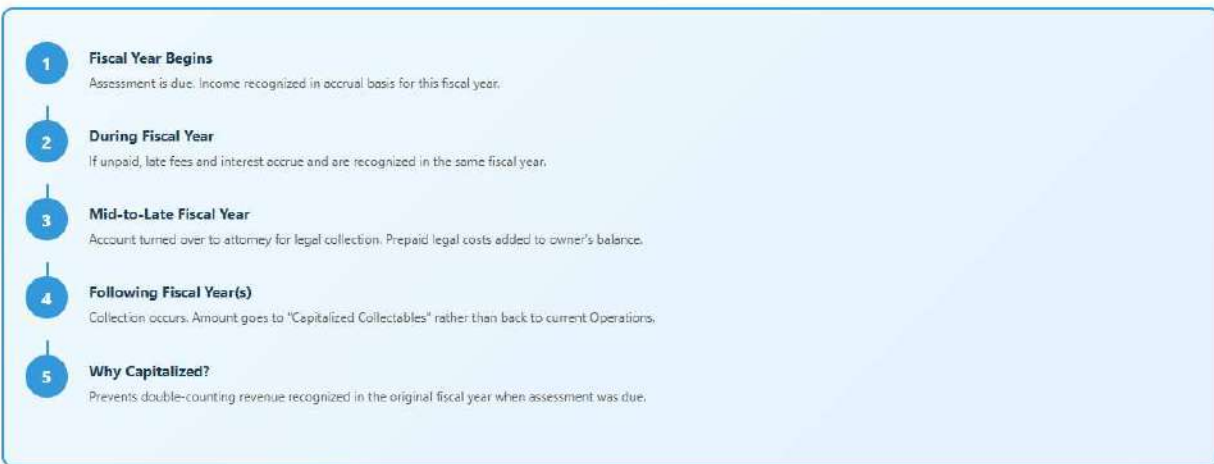 1
Fiscal Year Begins
Assessment is due. Income recognized in accrual basis for this fiscal year.
2
During Fiscal Year
If unpaid, late fees and interest accrue and are recognized in the same fiscal year.
3
Mid-to-Late Fiscal Year
Account turned over to attorney for legal collection. Prepaid legal costs added to owner's balance.
4
Following Fiscal Year(s)
Collection occurs. Amount goes to "Capitalized Collectables" rather than back to current Operations.
5
Why Capitalized?
Prevents double-counting revenue recognized in the original fiscal year when assessment was due.